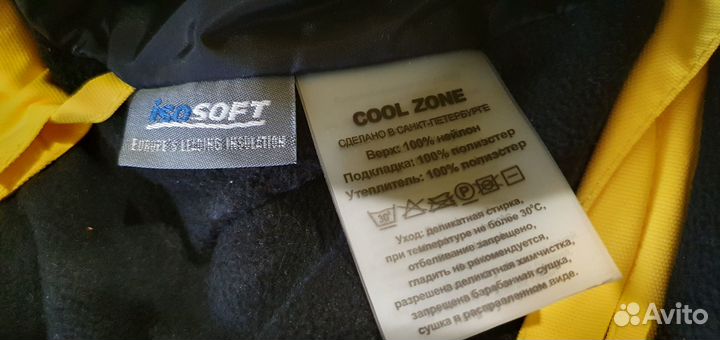 isoSOFT
EUROPE'S LEADING INSULATION
COOL ZONE
СДЕЛАНО В САНКТ-ПЕТЕРБУРГЕ
Верх: 100% нейлон
Подкладка: 100% полиэстер
Утеплитель: 100% полиэстер
30°
P
Уход: деликатная стирка,
при температуре не более 30°C,
отбеливание запрещено,
гладить не рекомендуется,
разрешена деликатная химчистка,
запрещена барабанная сушка,
сушка в расправленном виде.
Avito